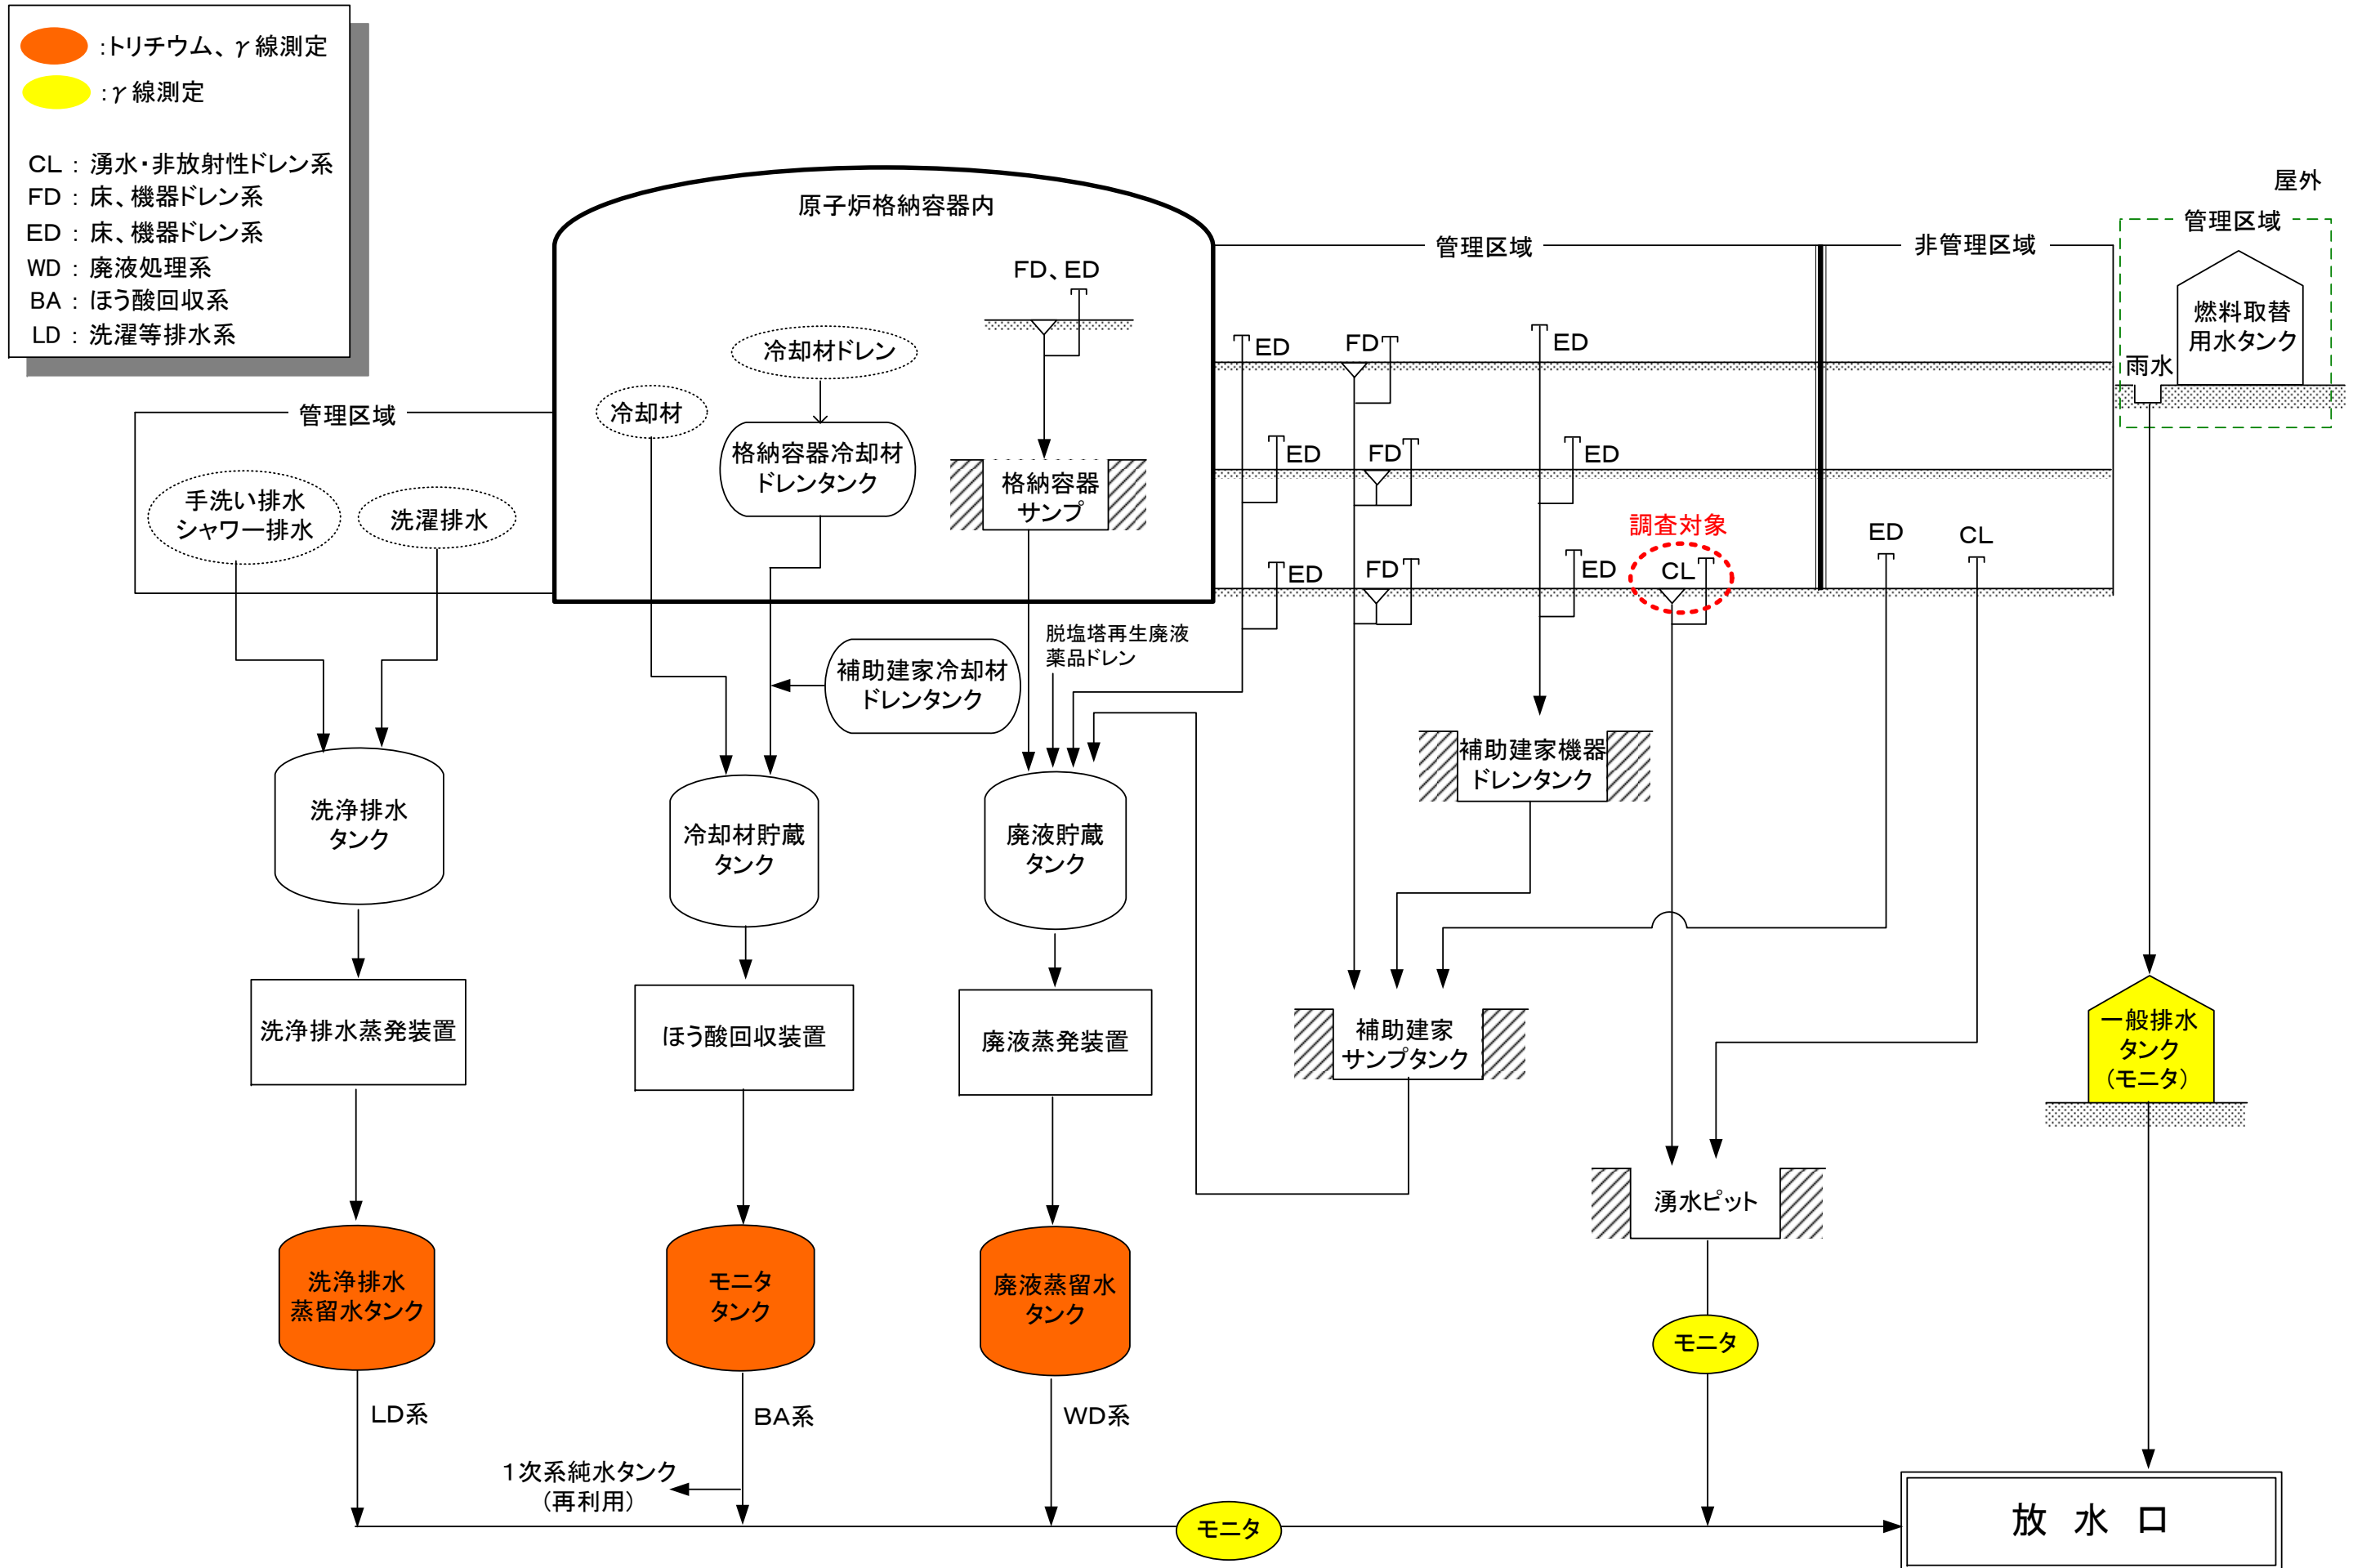 ：トリチウム、γ線測定
：γ線測定
CL：湧水・非放射性ドレン系
FD：床、機器ドレン系
ED：床、機器ドレン系
WD：廃液処理系
BA：ほう酸回収系
LD：洗濯等排水系
原子炉格納容器内
管理区域
非管理区域
屋外
管理区域
燃料取替
用水タンク
雨水
FD、ED
冷却材ドレン
冷却材
格納容器冷却材
ドレンタンク
格納容器
サンプ
管理区域
手洗い排水
シャワー排水
洗濯排水
ED
FD
ED
ED
FD
ED
調査対象
ED
FD
ED
CL
ED
CL
脱塩塔再生廃液
薬品ドレン
補助建家冷却材
ドレンタンク
補助建家機器
ドレンタンク
洗浄排水
タンク
冷却材貯蔵
タンク
廃液貯蔵
タンク
洗浄排水蒸発装置
ほう酸回収装置
廃液蒸発装置
補助建家
サンプタンク
一般排水
タンク
（モニタ）
湧水ピット
洗浄排水
蒸留水タンク
モニタ
タンク
廃液蒸留水
タンク
モニタ
LD系
BA系
WD系
1次系純水タンク
（再利用）
モニタ
放水口